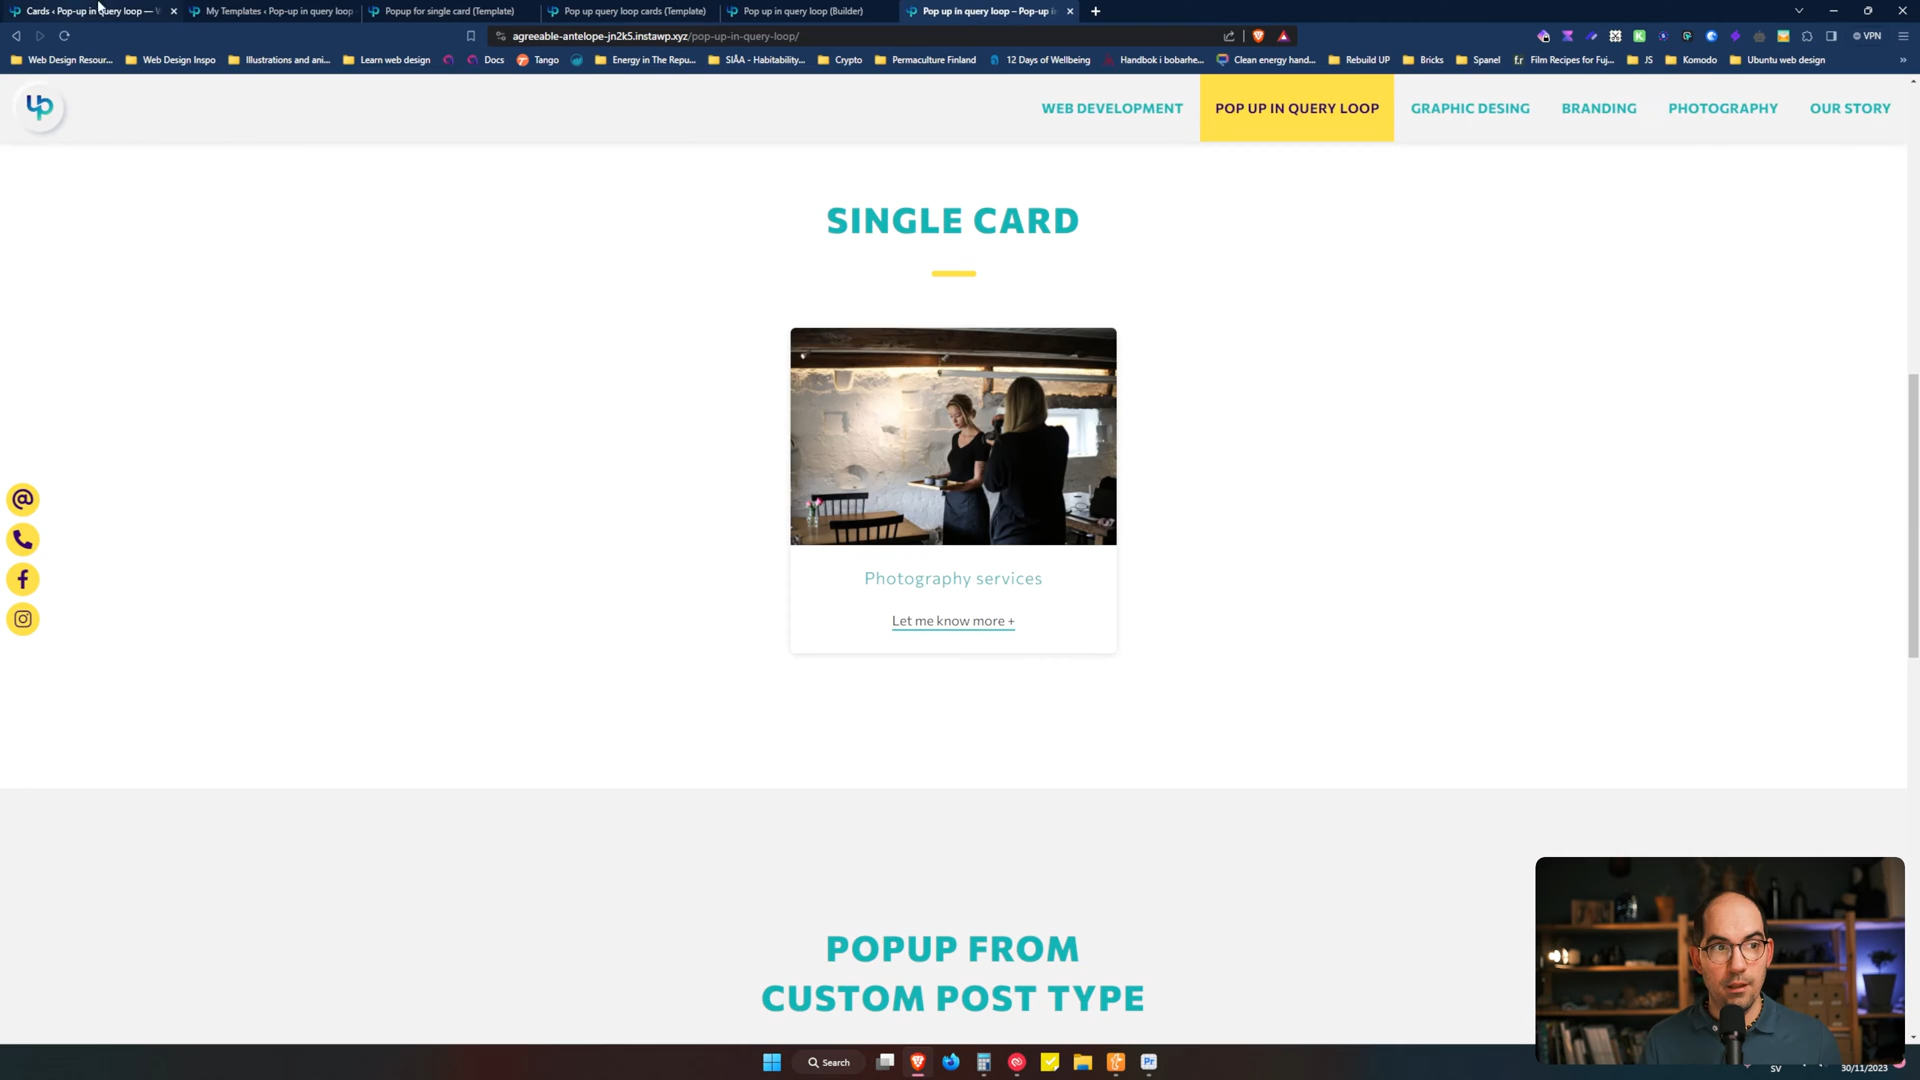 Cards ‹ Pop-up in Query loop —
My Templates ‹ Pop-up in query loop
Popup for single card (Template)
Pop up query loop cards (Template)
Pop up in query loop (Builder)
Pop up in query loop – Pop-up i
agreeable-antelope-jn2k5.instawp.xyz/pop-up-in-query-loop/
VPN
Web Design Resour...
Web Design Inspo
Illustrations and ani...
Learn web design
Docs
Tango
Energy in The Repu...
SIÅA - Habitability...
Crypto
Permaculture Finland
12 Days of Wellbeing
Handbok i bobarhe...
Clean energy hand...
Rebuild UP
Bricks
Spanel
Film Recipes for Fuj...
JS
Komodo
Ubuntu web design
up
WEB DEVELOPMENT
POP UP IN QUERY LOOP
GRAPHIC DESING
BRANDING
PHOTOGRAPHY
OUR STORY
SINGLE CARD
Photography services
Let me know more +
POPUP FROM
CUSTOM POST TYPE
Search
Pr
SV
30/11/2023